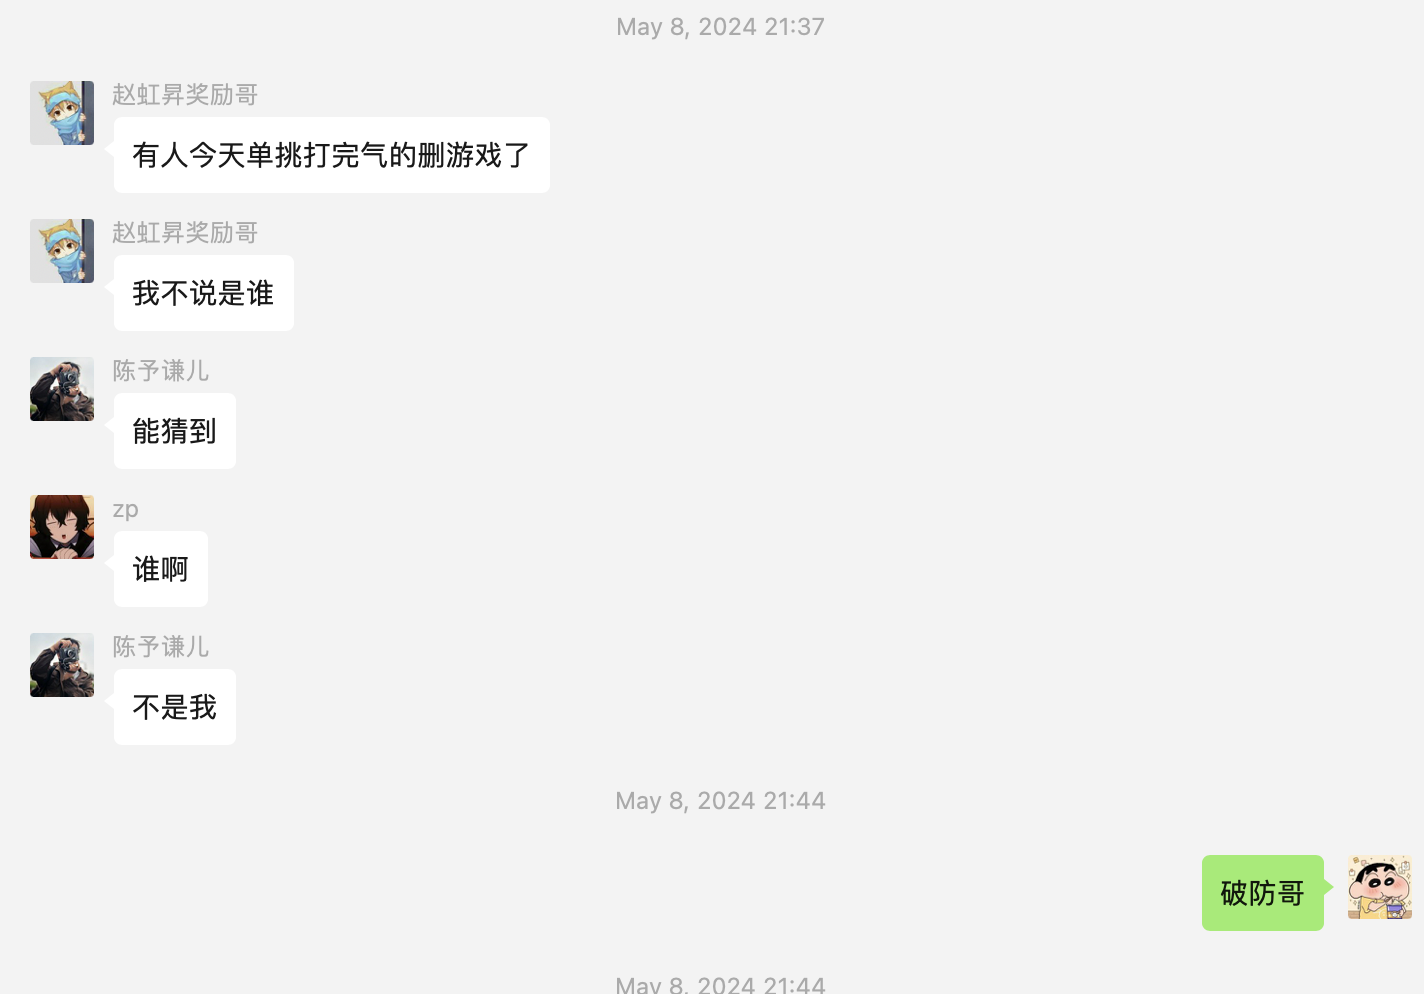 May 8, 2024 21:37
赵虹昇奖励哥
有人今天单挑打完气的删游戏了
赵虹昇奖励哥
我不说是谁
陈予谦儿
能猜到
zp
谁啊
陈予谦儿
不是我
May 8, 2024 21:44
破防哥
May 8, 2024 21:44